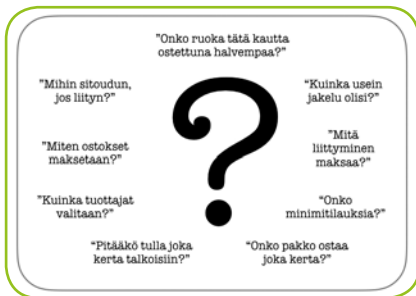 "Onko ruoka tätä kautta
ostettuna halvempaa?"
"Mihin sitoudun,
jos liityn?"
"Kuinka usein
jakelu olisi?"
"Miten ostokset
maksetaan?"
"Mitä
liittyminen
maksaa?"
"Kuinka tuottajat
valitaan?"
"Onko
minimitilauksia?"
"Pitääkö tulla joka
kerta talkoisiin?"
"Onko pakko ostaa
joka kerta?"
?